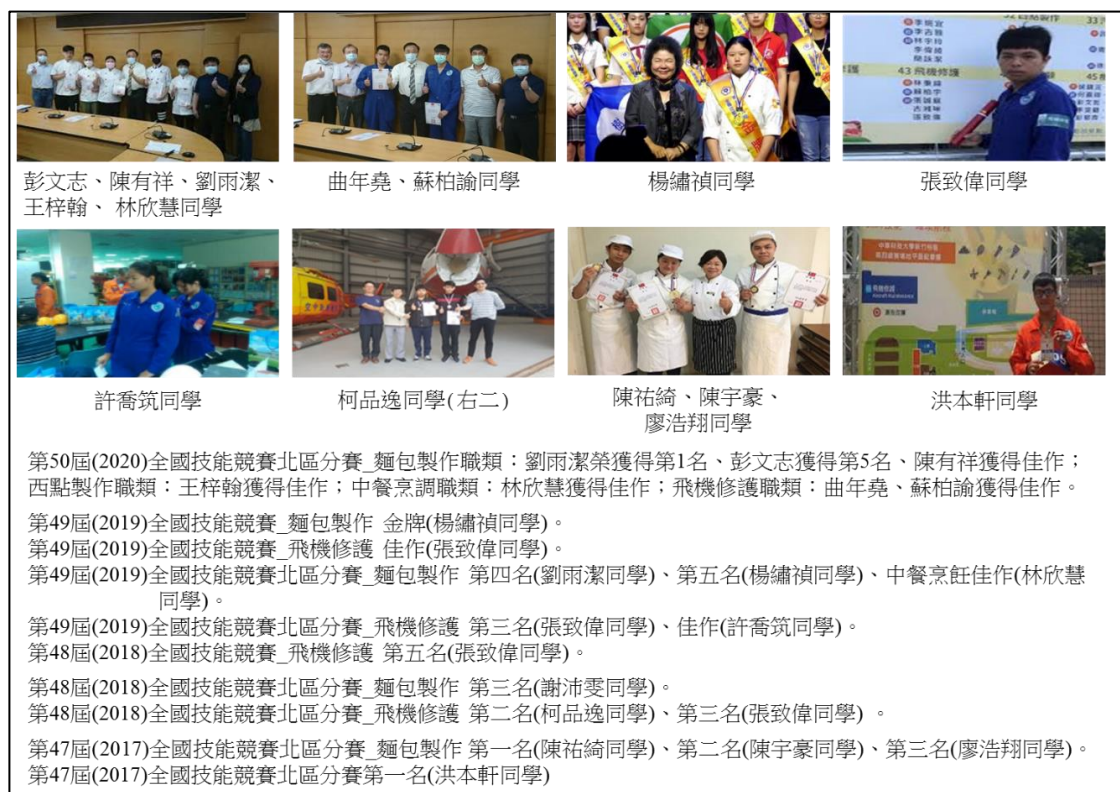 43 飛機修護
彭文志、陳有祥、劉雨潔、
王梓翰、 林欣慧同學
曲年堯、蘇柏諭同學
楊繡禎同學
張致偉同學
許喬筑同學
柯品逸同學(右二)
陳祐綺、陳宇豪、
廖浩翔同學
洪本軒同學
第50屆(2020)全國技能競賽北區分賽_麵包製作職類：劉雨潔榮獲得第1名、彭文志獲得第5名、陳有祥獲得佳作；
西點製作職類：王梓翰獲得佳作；中餐烹調職類：林欣慧獲得佳作；飛機修護職類：曲年堯、蘇柏諭獲得佳作。
第49屆(2019)全國技能競賽_麵包製作 金牌(楊繡禎同學)。
第49屆(2019)全國技能競賽_飛機修護 佳作(張致偉同學)。
第49屆(2019)全國技能競賽北區分賽_麵包製作 第四名(劉雨潔同學)、第五名(楊繡禎同學)、中餐烹飪佳作(林欣慧
同學)。
第49屆(2019)全國技能競賽北區分賽_飛機修護 第三名(張致偉同學)、佳作(許喬筑同學)。
第48屆(2018)全國技能競賽_飛機修護 第五名(張致偉同學)。
第48屆(2018)全國技能競賽北區分賽_麵包製作 第三名(謝沛雯同學)。
第48屆(2018)全國技能競賽北區分賽_飛機修護 第二名(柯品逸同學)、第三名(張致偉同學) 。
第47屆(2017)全國技能競賽北區分賽_麵包製作 第一名(陳祐綺同學)、第二名(陳宇豪同學)、第三名(廖浩翔同學)。
第47屆(2017)全國技能競賽北區分賽第一名(洪本軒同學)